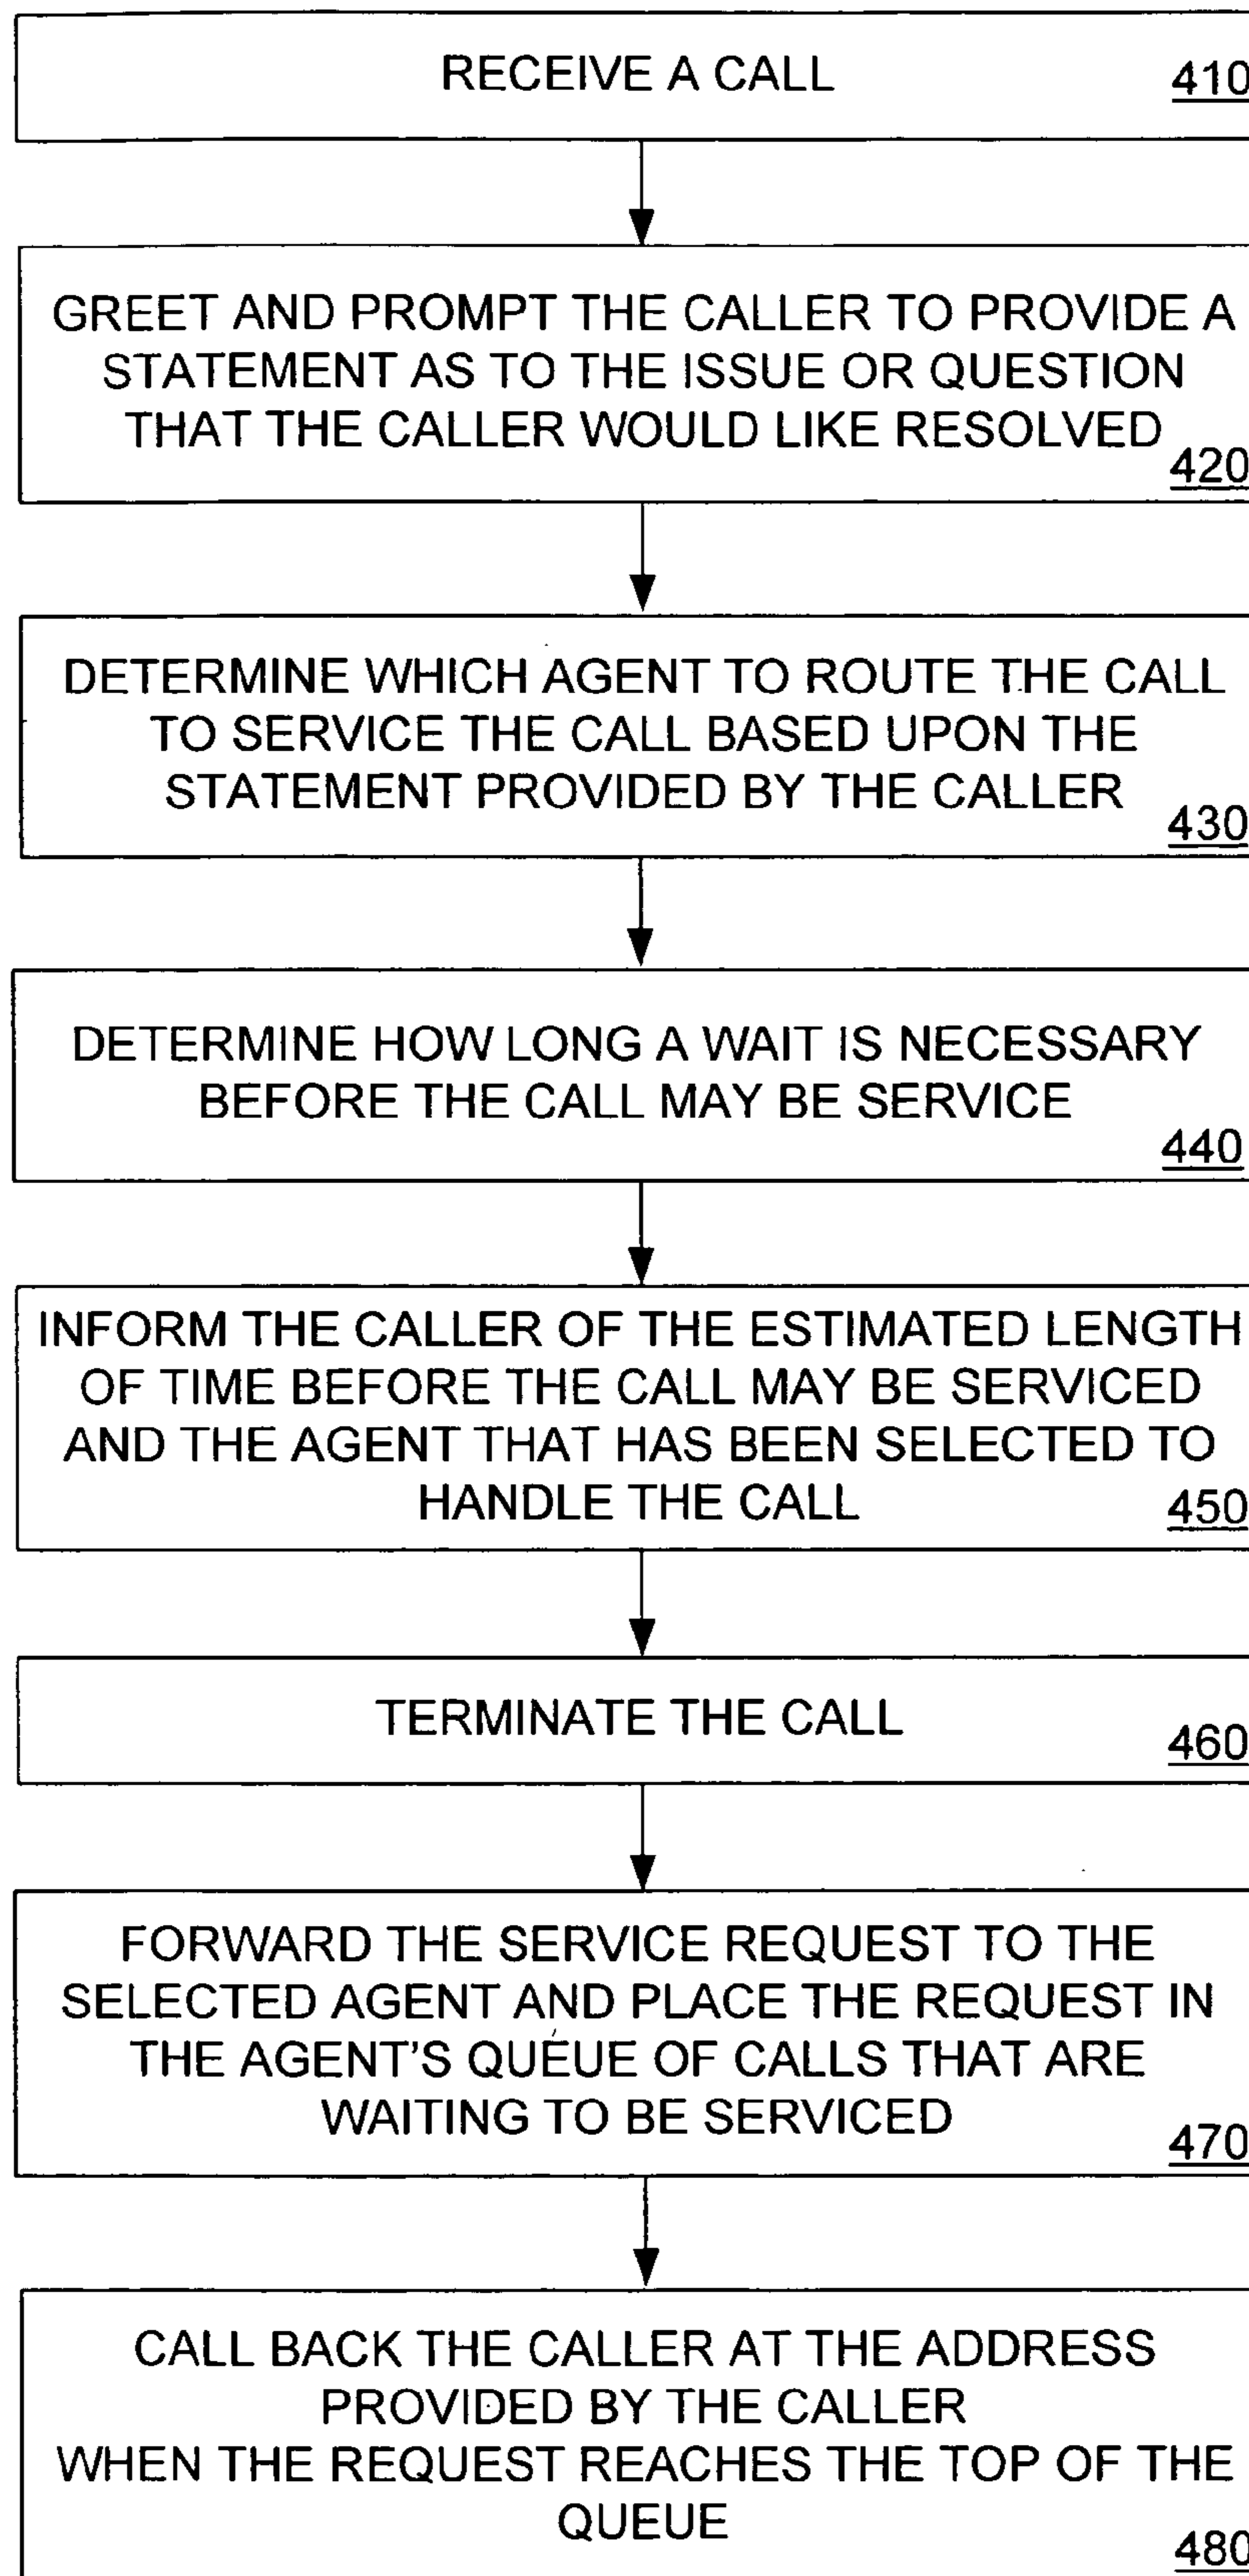 RECEIVE A CALL
410
GREET AND PROMPT THE CALLER TO PROVIDE A
STATEMENT AS TO THE ISSUE OR QUESTION
THAT THE CALLER WOULD LIKE RESOLVED
420
DETERMINE WHICH AGENT TO ROUTE THE CALL
TO SERVICE THE CALL BASED UPON THE
STATEMENT PROVIDED BY THE CALLER
430
DETERMINE HOW LONG A WAIT IS NECESSARY
BEFORE THE CALL MAY BE SERVICE
440
INFORM THE CALLER OF THE ESTIMATED LENGTH
OF TIME BEFORE THE CALL MAY BE SERVICED
AND THE AGENT THAT HAS BEEN SELECTED TO
HANDLE THE CALL
450
TERMINATE THE CALL
460
FORWARD THE SERVICE REQUEST TO THE
SELECTED AGENT AND PLACE THE REQUEST IN
THE AGENT'S QUEUE OF CALLS THAT ARE
WAITING TO BE SERVICED
470
CALL BACK THE CALLER AT THE ADDRESS
PROVIDED BY THE CALLER
WHEN THE REQUEST REACHES THE TOP OF THE
QUEUE
480